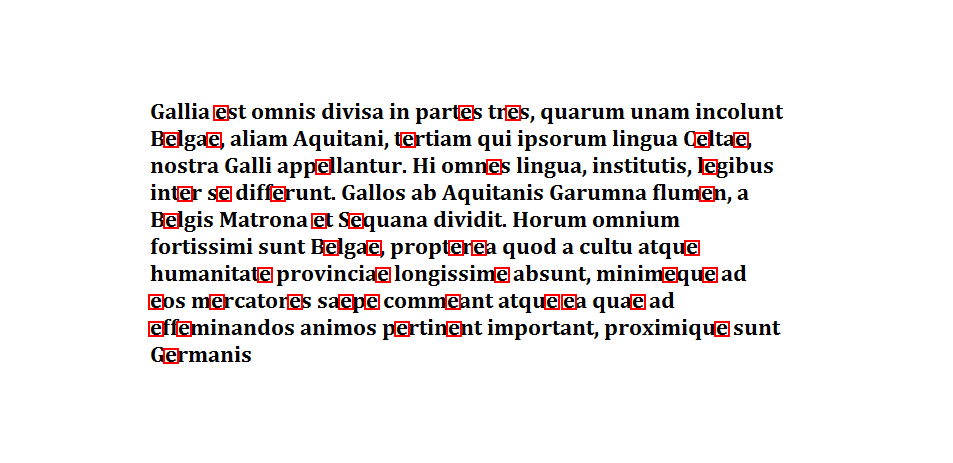 Gallia est omnis divisa in partes tres, quarum unam incolunt
Belgae, aliam Aquitani, tertiam qui ipsorum lingua Celtae,
nostra Galli appellantur. Hi omnes lingua, institutis, legibus
inter se differunt. Gallos ab Aquitanis Garumna flumen, a
Belgis Matrona et Sequana dividit. Horum omnium
fortissimi sunt Belgae, propterea quod a cultu atque
humanitate provinciae longissime absunt, minimeque ad
eos mercatores saepe commeant atque ea quae ad
effeminandos animos pertinent important, proximique sunt
Germanis